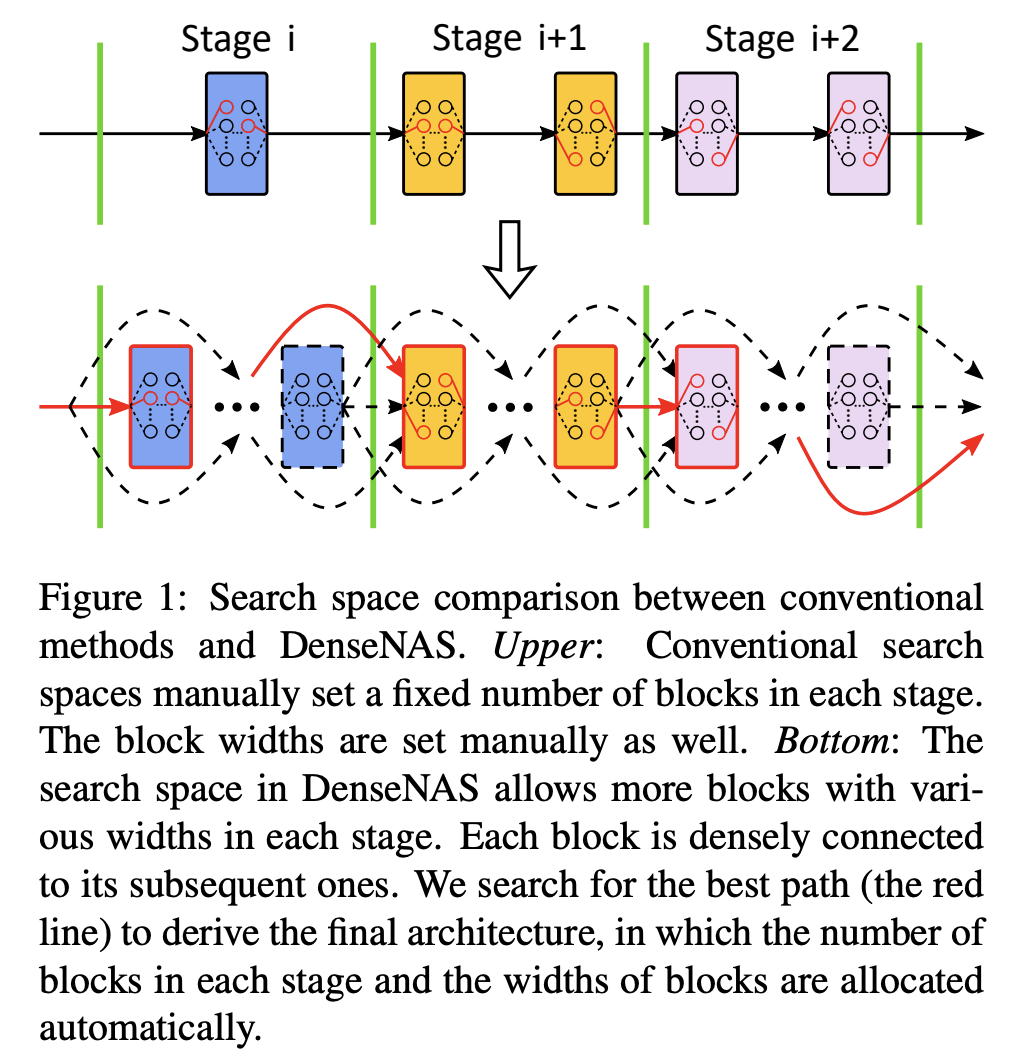 Stage i
Stage i+1
Stage i+2
Figure 1: Search space comparison between conventional
methods and DenseNAS. Upper: Conventional search
spaces manually set a fixed number of blocks in each stage.
The block widths are set manually as well. Bottom: The
search space in DenseNAS allows more blocks with vari-
ous widths in each stage. Each block is densely connected
to its subsequent ones. We search for the best path (the red
line) to derive the final architecture, in which the number of
blocks in each stage and the widths of blocks are allocated
automatically.